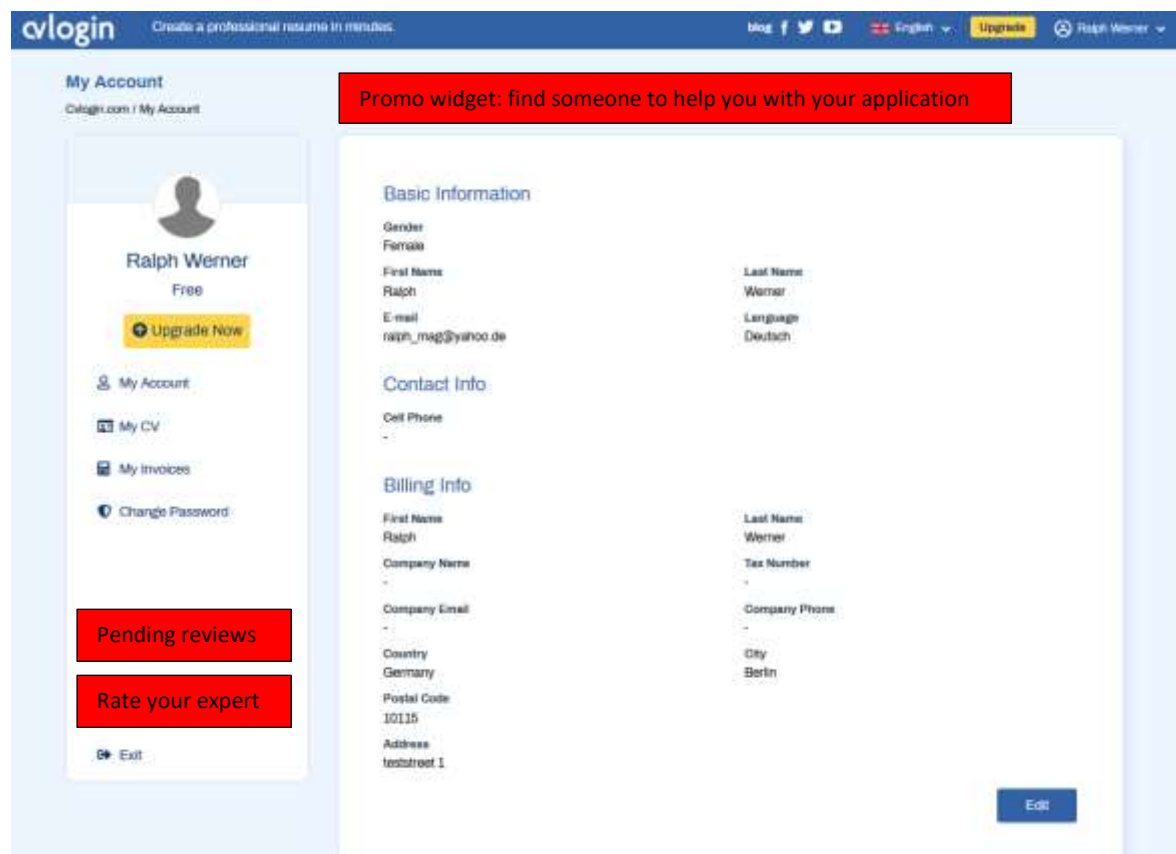 cvlogin Create a professional resume in minutes. blog English Upgrade Ralph Werner
My Account
Cvlogin.com / My Account
Promo widget: find someone to help you with your application
Ralph Werner
Free
Upgrade Now
My Account
My CV
My Invoices
Change Password
Pending reviews
Rate your expert
Exit
Basic Information
Gender
Female
First Name Last Name
Ralph Werner
E-mail Language
ralph_mag@yahoo.de Deutsch
Contact Info
Cell Phone
-
Billing Info
First Name Last Name
Ralph Werner
Company Name Tax Number
- -
Company Email Company Phone
- -
Country City
Germany Berlin
Postal Code
10115
Address
teststreet 1
Edit